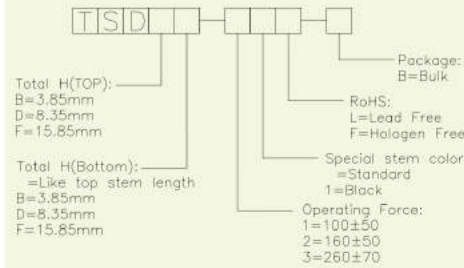 TSD
Package:
B=Bulk
Total H(TOP):
B=3.85mm
D=8.35mm
F=15.85mm
RoHS:
L=Lead Free
F=Hologen Free
Special stem color
=Standard
1=Black
Total H(Bottom):
=Like top stem length
B=3.85mm
D=8.35mm
F=15.85mm
Operating Force:
1=100±50
2=160±50
3=260±70